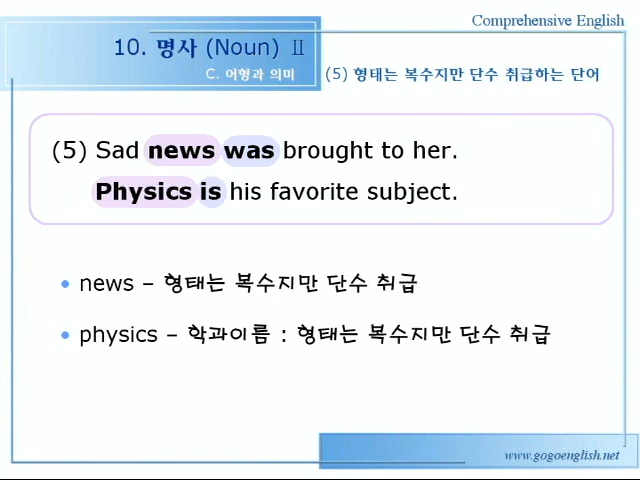 Comprehensive English
10. 명사 (Noun) Ⅱ
C. 어형과 의미
(5) 형태는 복수지만 단수 취급하는 단어
(5) Sad news was brought to her.
Physics is his favorite subject.
• news – 형태는 복수지만 단수 취급
• physics – 학과이름 : 형태는 복수지만 단수 취급
www.gogoenglish.net